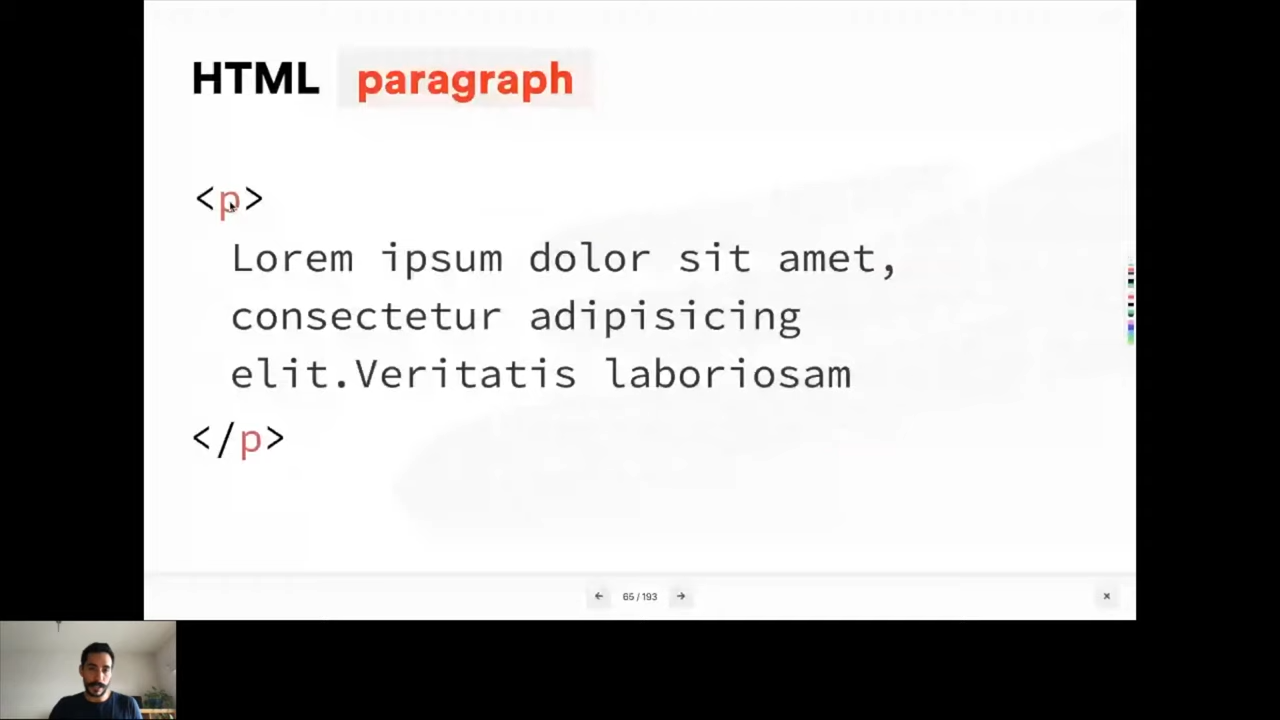 HTML paragraph
<p>
Lorem ipsum dolor sit amet,
consectetur adipisicing
elit.Veritatis laboriosam
</p>
65 / 193